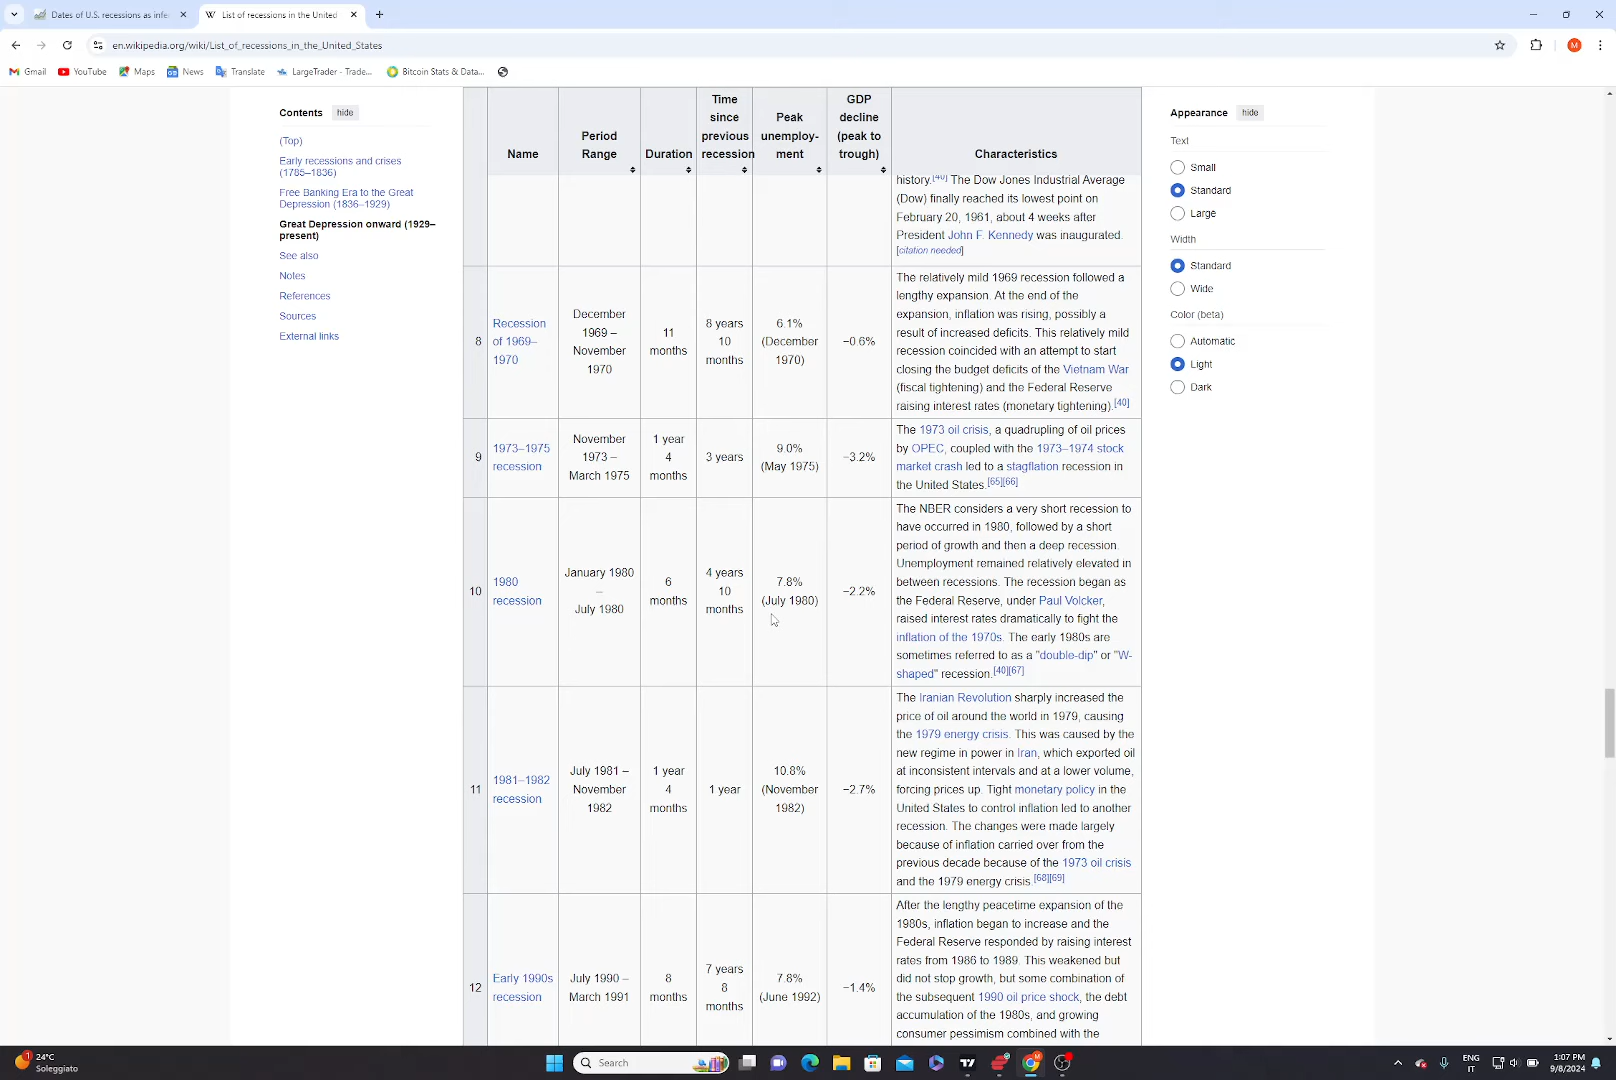 Dates of U.S. recessions as infe
List of recessions in the United
en.wikipedia.org/wiki/List_of_recessions_in_the_United_States
M
Gmail
YouTube
Maps
News
Translate
LargeTrader - Trade...
Bitcoin Stats & Data...
Contents
hide
(Top)
Early recessions and crises
(1785–1836)
Free Banking Era to the Great
Depression (1836–1929)
Great Depression onward (1929–
present)
See also
Notes
References
Sources
External links
Name
Period
Range
Duration
Time
since
previous
recession
Peak
unemploy-
ment
GDP
decline
(peak to
trough)
Characteristics
history.[40] The Dow Jones Industrial Average
(Dow) finally reached its lowest point on
February 20, 1961, about 4 weeks after
President John F. Kennedy was inaugurated.
[citation needed]
8
Recession
of 1969–
1970
December
1969 –
November
1970
11
months
8 years
10
months
6.1%
(December
1970)
−0.6%
The relatively mild 1969 recession followed a
lengthy expansion. At the end of the
expansion, inflation was rising, possibly a
result of increased deficits. This relatively mild
recession coincided with an attempt to start
closing the budget deficits of the Vietnam War
(fiscal tightening) and the Federal Reserve
raising interest rates (monetary tightening).[40]
9
1973–1975
recession
November
1973 –
March 1975
1 year
4
months
3 years
9.0%
(May 1975)
−3.2%
The 1973 oil crisis, a quadrupling of oil prices
by OPEC, coupled with the 1973–1974 stock
market crash led to a stagflation recession in
the United States.[65][66]
10
1980
recession
January 1980
–
July 1980
6
months
4 years
10
months
7.8%
(July 1980)
−2.2%
The NBER considers a very short recession to
have occurred in 1980, followed by a short
period of growth and then a deep recession.
Unemployment remained relatively elevated in
between recessions. The recession began as
the Federal Reserve, under Paul Volcker,
raised interest rates dramatically to fight the
inflation of the 1970s. The early 1980s are
sometimes referred to as a "double-dip" or "W-
shaped" recession.[40][67]
11
1981–1982
recession
July 1981 –
November
1982
1 year
4
months
1 year
10.8%
(November
1982)
−2.7%
The Iranian Revolution sharply increased the
price of oil around the world in 1979, causing
the 1979 energy crisis. This was caused by the
new regime in power in Iran, which exported oil
at inconsistent intervals and at a lower volume,
forcing prices up. Tight monetary policy in the
United States to control inflation led to another
recession. The changes were made largely
because of inflation carried over from the
previous decade because of the 1973 oil crisis
and the 1979 energy crisis.[68][69]
12
Early 1990s
recession
July 1990 –
March 1991
8
months
7 years
8
months
7.8%
(June 1992)
−1.4%
After the lengthy peacetime expansion of the
1980s, inflation began to increase and the
Federal Reserve responded by raising interest
rates from 1986 to 1989. This weakened but
did not stop growth, but some combination of
the subsequent 1990 oil price shock, the debt
accumulation of the 1980s, and growing
consumer pessimism combined with the
Appearance
hide
Text
Small
Standard
Large
Width
Standard
Wide
Color (beta)
Automatic
Light
Dark
1
24°C
Soleggiato
Search
ENG
IT
1:07 PM
9/8/2024